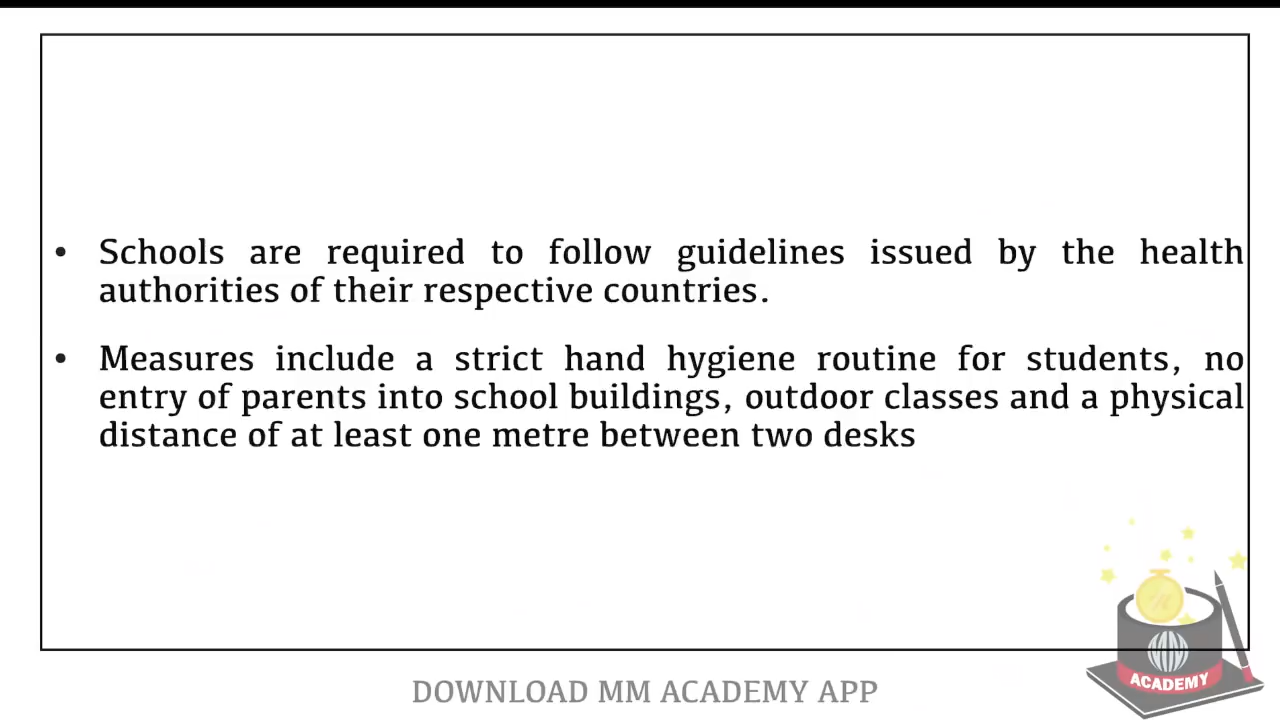 • Schools are required to follow guidelines issued by the health
authorities of their respective countries.
• Measures include a strict hand hygiene routine for students, no
entry of parents into school buildings, outdoor classes and a physical
distance of at least one metre between two desks
ACADEMY
DOWNLOAD MM ACADEMY APP